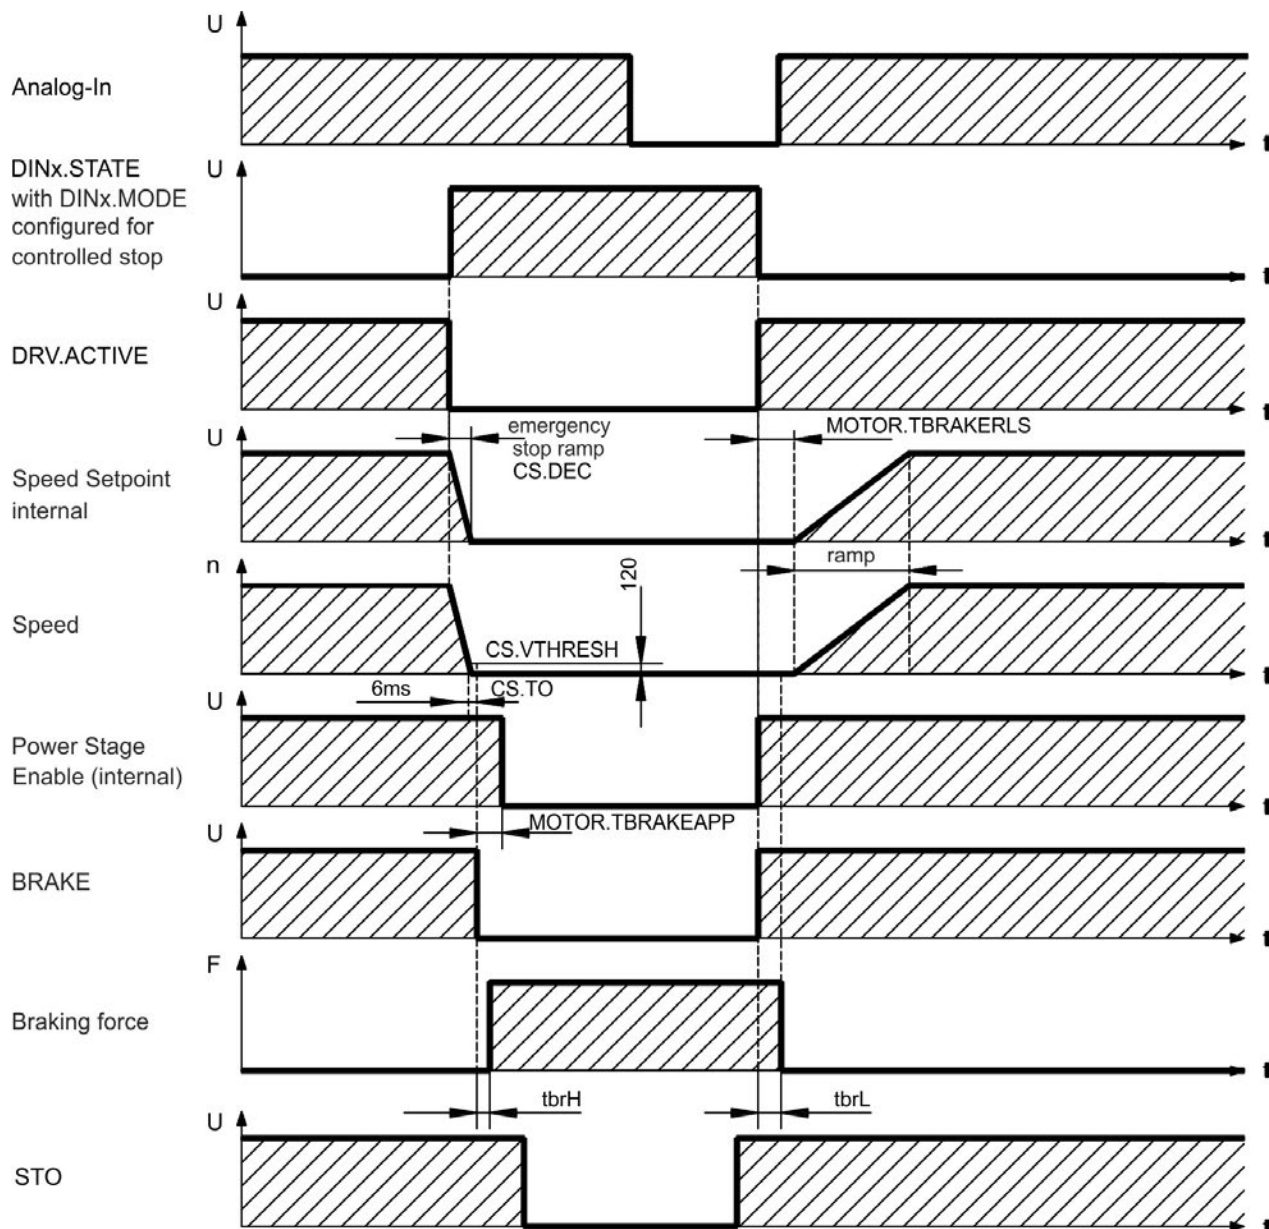 U
Analog-In
t
DINx.STATE
with DINx.MODE
configured for
controlled stop
U
t
U
DRV.ACTIVE
t
U
Speed Setpoint
internal
emergency
stop ramp
CS.DEC
MOTOR.TBRAKERLS
t
ramp
n
Speed
120
CS.VTHRESH
t
6ms
CS.TO
U
Power Stage
Enable (internal)
t
MOTOR.TBRAKEAPP
U
BRAKE
t
F
Braking force
t
tbrH
tbrL
U
STO
t